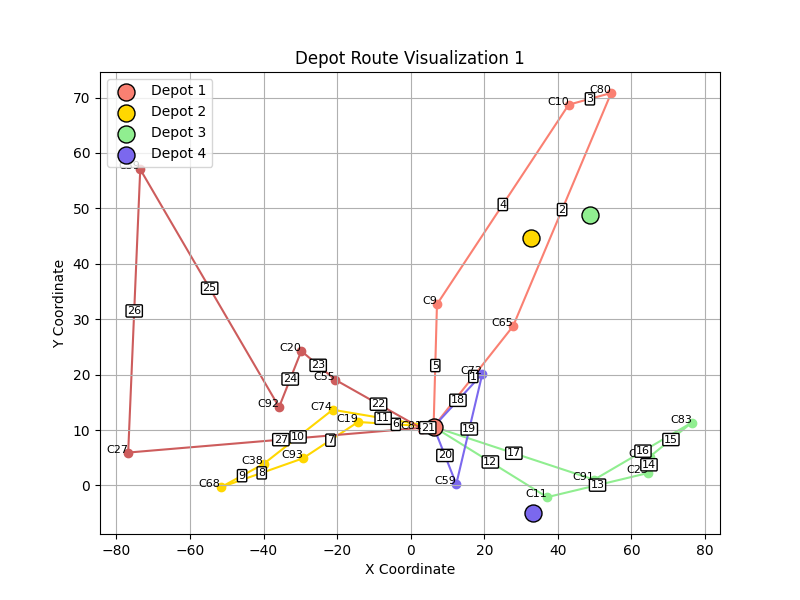 Depot Route Visualization 1
Depot 1
Depot 2
Depot 3
Depot 4
C80
C10
3
4
2
C9
C65
5
25
26
C20
23
C55
24
C92
22
C72
1
15
C74
11
C19
6
21
C27
27
10
7
19
20
C38
C93
C68
9
8
C59
12
17
C83
15
16
14
C91
13
C11
70
60
50
40
30
20
10
0
−80
−60
−40
−20
0
20
40
60
80
X Coordinate
Y Coordinate